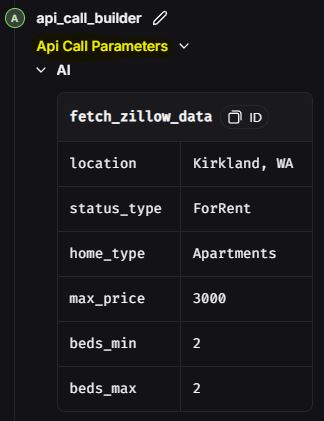 A api_call_builder
Api Call Parameters
AI
fetch_zillow_data ID
location Kirkland, WA
status_type ForRent
home_type Apartments
max_price 3000
beds_min 2
beds_max 2